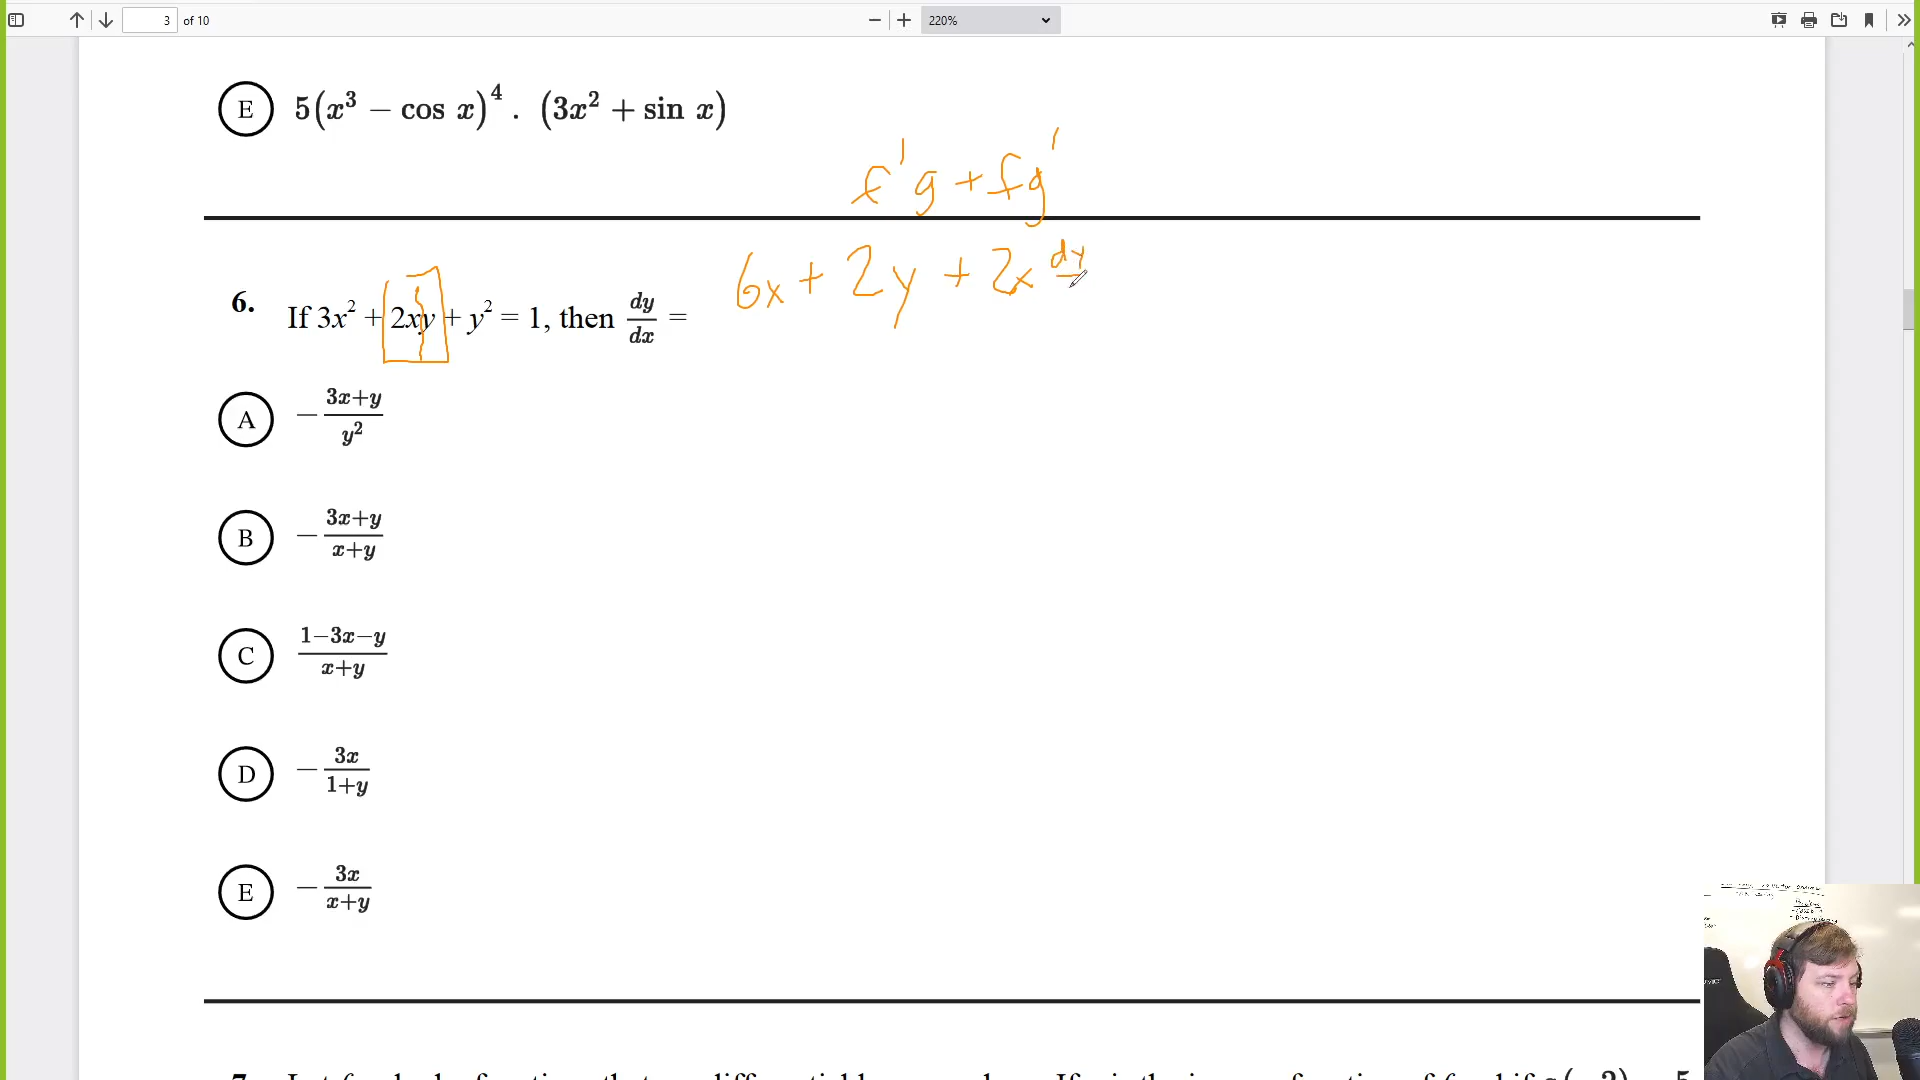 3 of 10 220%
E 5(x³ − cos x)⁴ . (3x² + sin x)
f'g + fg'
6x + 2y + 2x dy
6. If 3x² + 2xy + y² = 1, then dy/dx =
A − 3x+y/y²
B − 3x+y/x+y
C 1−3x−y/x+y
D − 3x/1+y
E − 3x/x+y